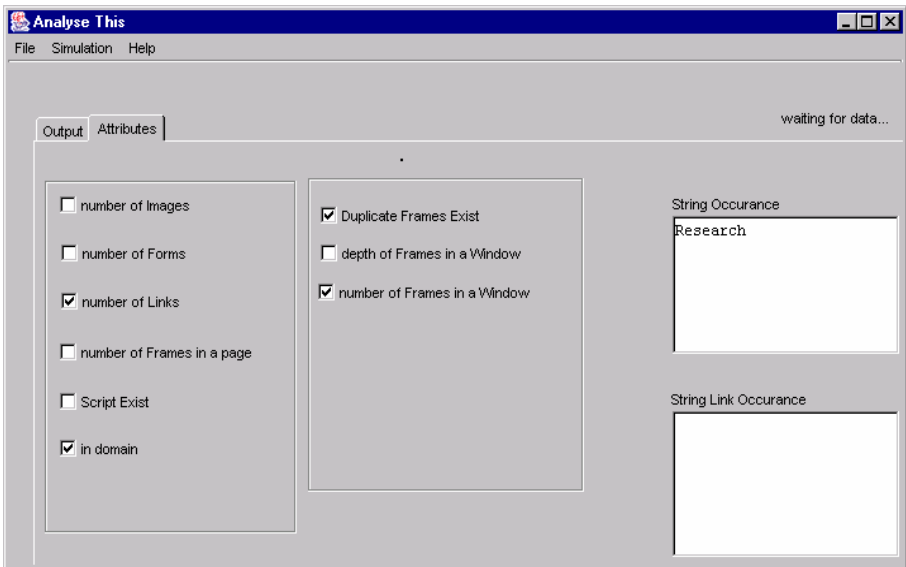 Analyse This
File Simulation Help
Output Attributes
waiting for data...
number of Images
number of Forms
number of Links
number of Frames in a page
Script Exist
in domain
Duplicate Frames Exist
depth of Frames in a Window
number of Frames in a Window
String Occurance
Research
String Link Occurance